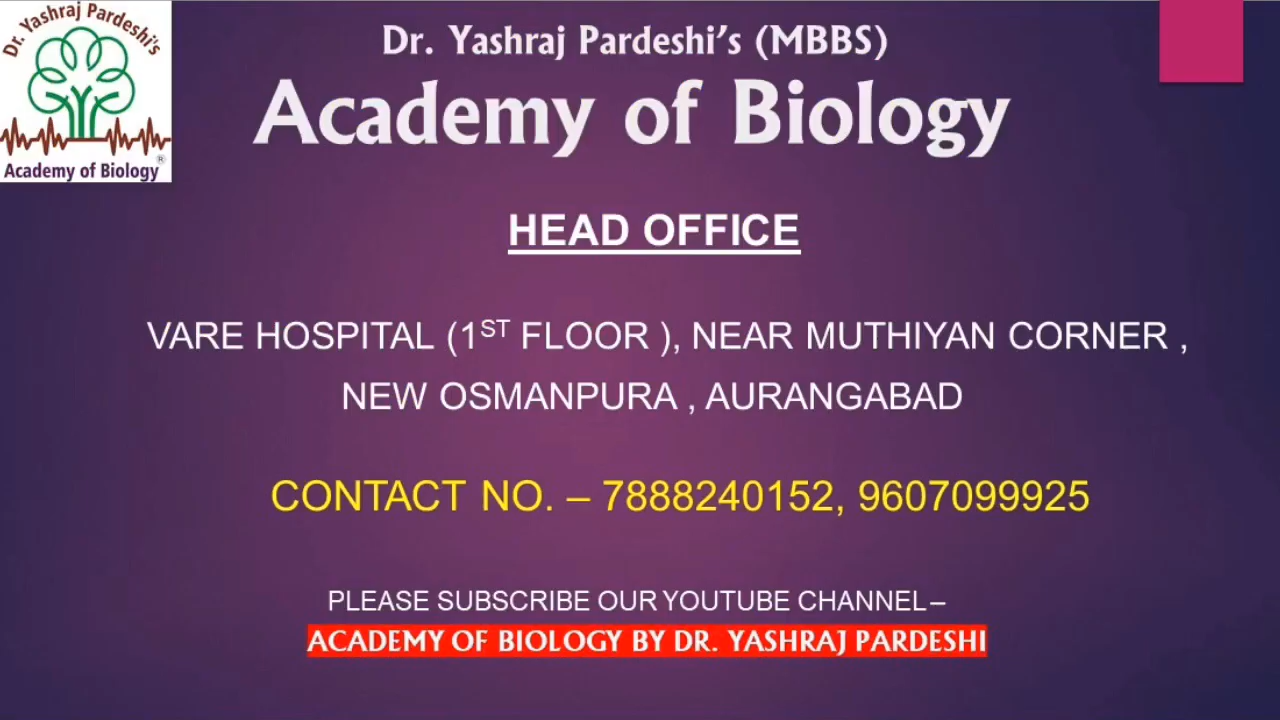 Dr. Yashraj Pardeshi's
Academy of Biology®
Dr. Yashraj Pardeshi's (MBBS)
Academy of Biology
HEAD OFFICE
VARE HOSPITAL (1ST FLOOR ), NEAR MUTHIYAN CORNER ,
NEW OSMANPURA , AURANGABAD
CONTACT NO. – 7888240152, 9607099925
PLEASE SUBSCRIBE OUR YOUTUBE CHANNEL –
ACADEMY OF BIOLOGY BY DR. YASHRAJ PARDESHI